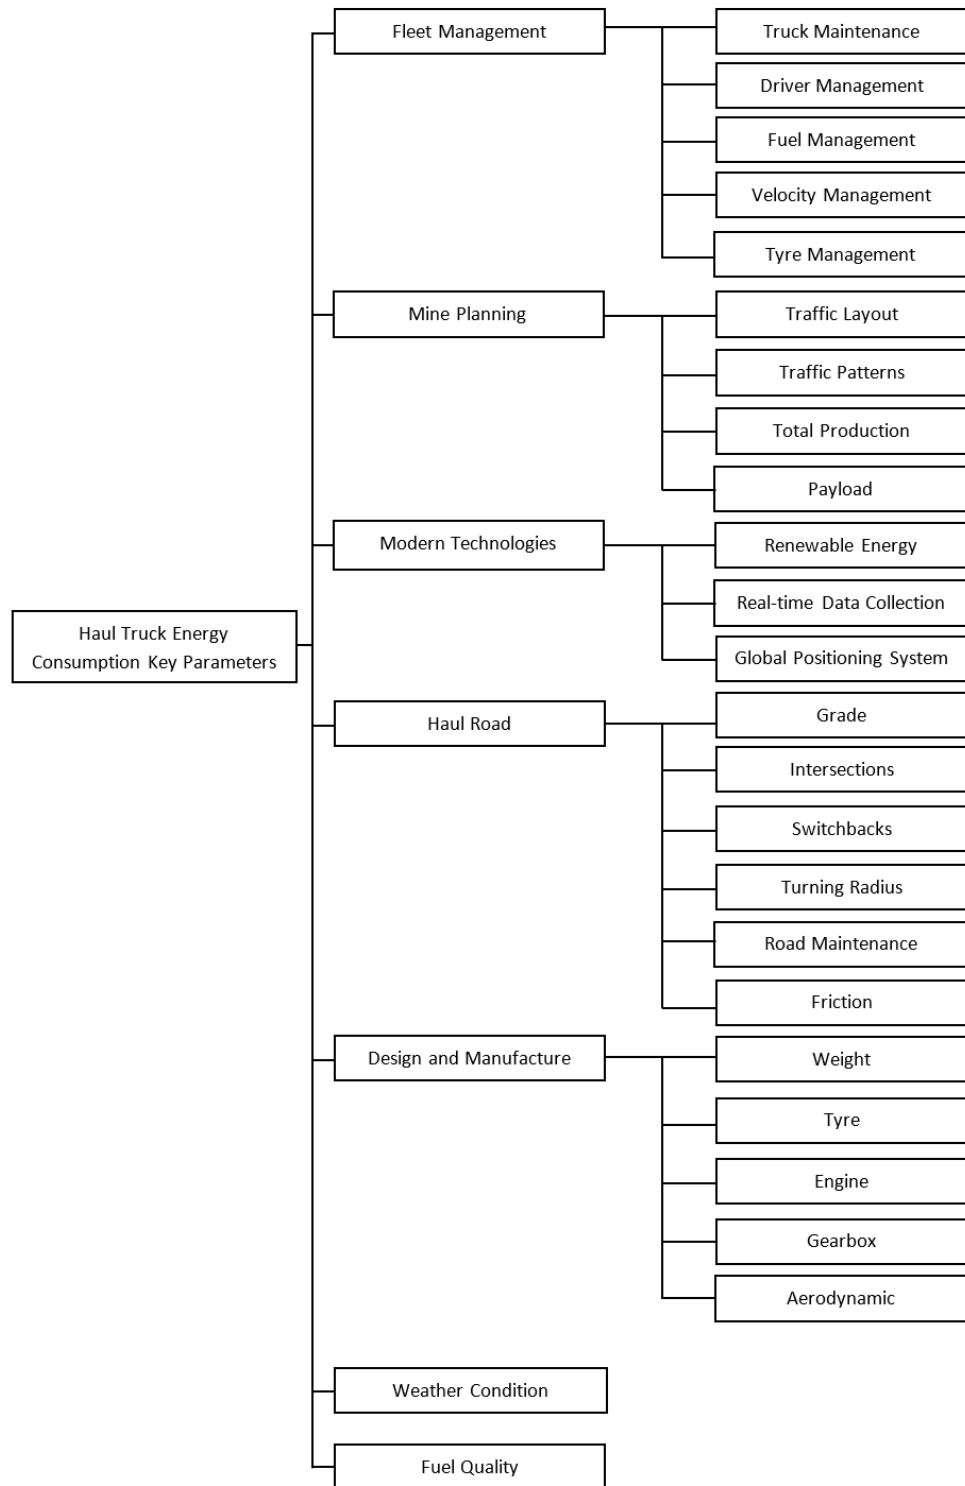 Haul Truck Energy
Consumption Key Parameters
Fleet Management
Truck Maintenance
Driver Management
Fuel Management
Velocity Management
Tyre Management
Mine Planning
Traffic Layout
Traffic Patterns
Total Production
Payload
Modern Technologies
Renewable Energy
Real-time Data Collection
Global Positioning System
Haul Road
Grade
Intersections
Switchbacks
Turning Radius
Road Maintenance
Friction
Design and Manufacture
Weight
Tyre
Engine
Gearbox
Aerodynamic
Weather Condition
Fuel Quality